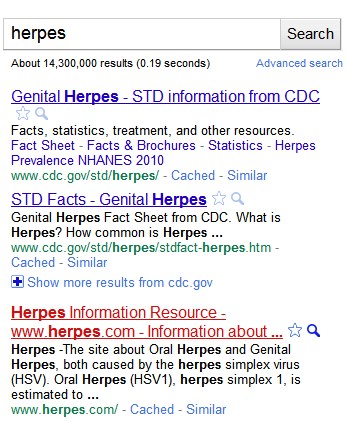 herpes Search
About 14,300,000 results (0.19 seconds) Advanced search
Genital Herpes - STD information from CDC
Facts, statistics, treatment, and other resources.
Fact Sheet - Facts & Brochures - Statistics - Herpes
Prevalence NHANES 2010
www.cdc.gov/std/herpes/ - Cached - Similar
STD Facts - Genital Herpes
Genital Herpes Fact Sheet from CDC. What is
Herpes? How common is Herpes ...
www.cdc.gov/std/herpes/stdfact-herpes.htm -
Cached - Similar
Show more results from cdc.gov
Herpes Information Resource -
www.herpes.com - Information about ...
Herpes -The site about Oral Herpes and Genital
Herpes, both caused by the herpes simplex virus
(HSV). Oral Herpes (HSV1), herpes simplex 1, is
estimated to ...
www.herpes.com/ - Cached - Similar